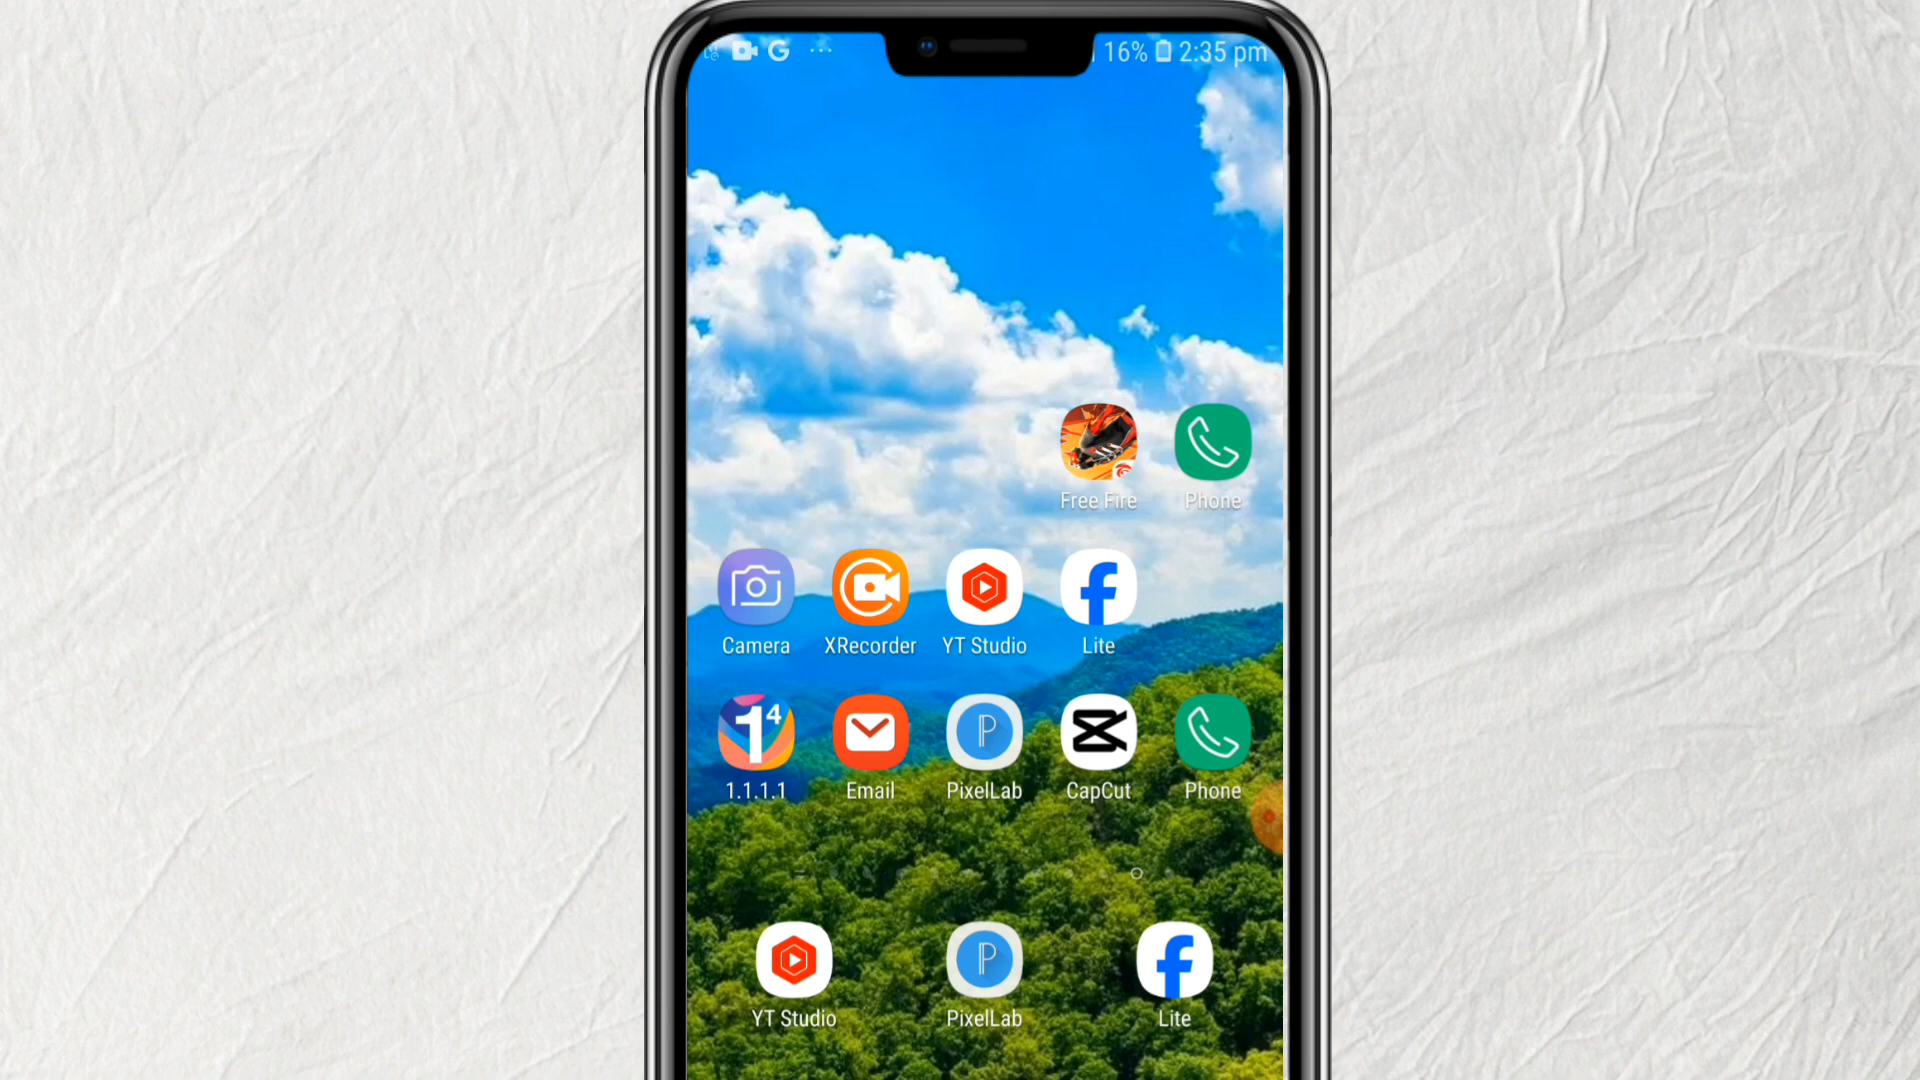 16% 2:35 pm
Free Fire Phone
Camera XRecorder YT Studio Lite
1.1.1.1 Email PixelLab CapCut Phone
YT Studio PixelLab Lite